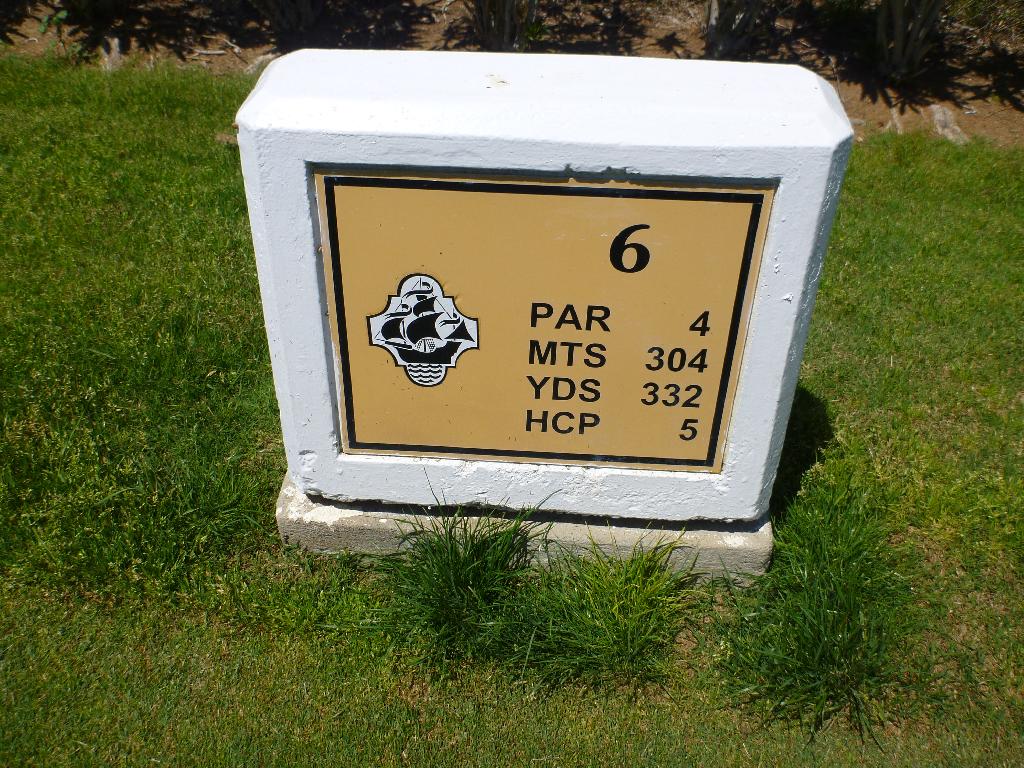 6
PAR 4
MTS 304
YDS 332
HCP 5